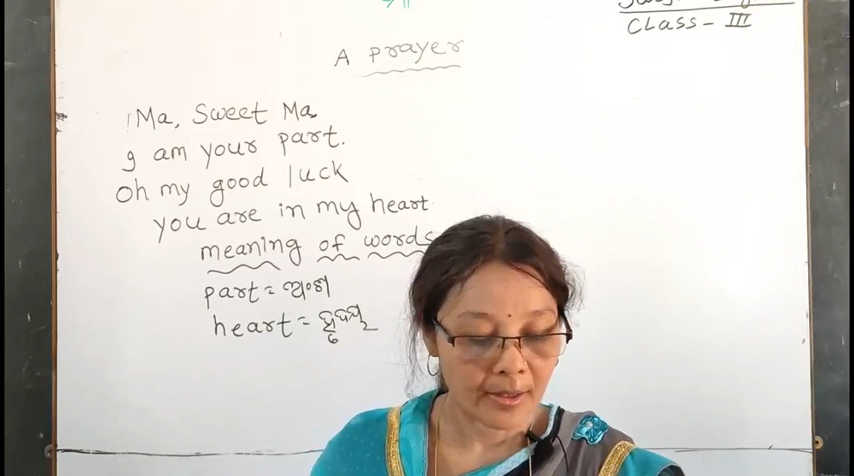 CLass- III
A prayer
Ma, Sweet Ma
I am your part.
Oh my good luck
you are in my heart
meaning of words
part = ଅଂଶ
heart = ହୃଦୟ